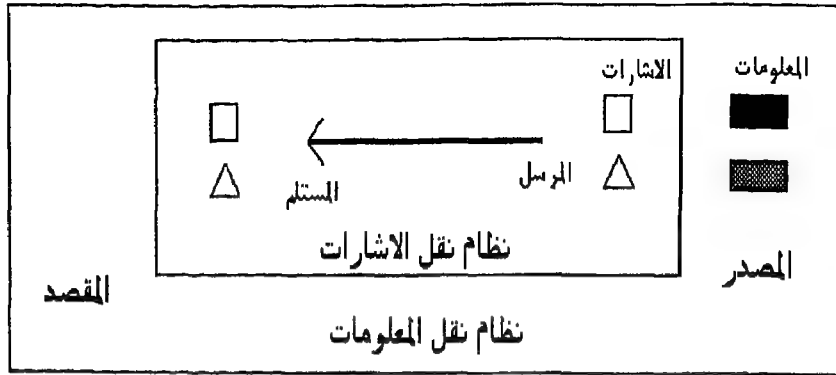 المعلومات
الاشارات
المرسل
المستلم
نظام نقل الاشارات
المصدر
المقصد
نظام نقل المعلومات